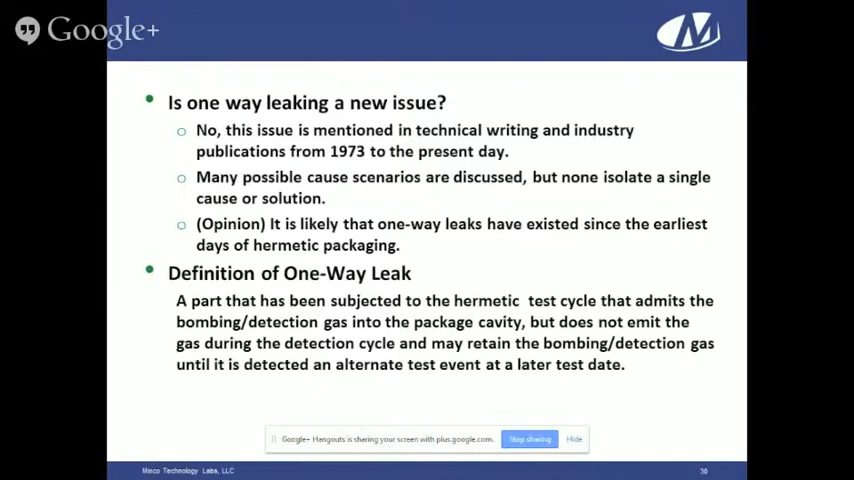 Google+
M
Is one way leaking a new issue?
No, this issue is mentioned in technical writing and industry
publications from 1973 to the present day.
Many possible cause scenarios are discussed, but none isolate a single
cause or solution.
(Opinion) It is likely that one-way leaks have existed since the earliest
days of hermetic packaging.
Definition of One-Way Leak
A part that has been subjected to the hermetic test cycle that admits the
bombing/detection gas into the package cavity, but does not emit the
gas during the detection cycle and may retain the bombing/detection gas
until it is detected an alternate test event at a later test date.
Google+ Hangouts is sharing your screen with plus.google.com. Stop sharing Hide
Minco Technology Labs, LLC 30